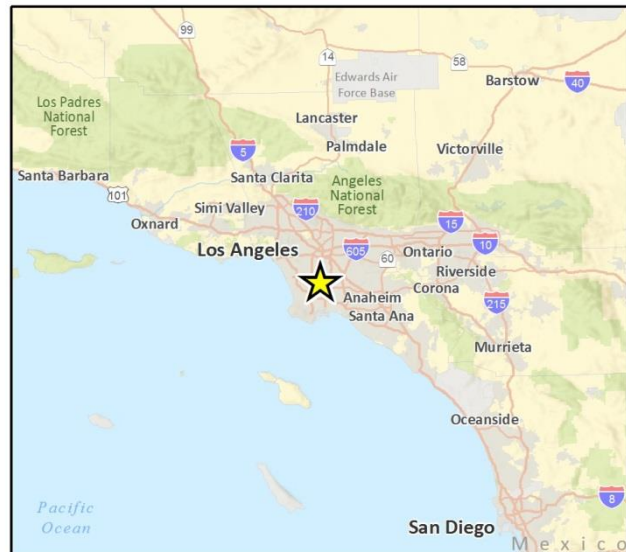 99
14
58
Edwards Air
Force Base
Barstow
40
Los Padres
National
Forest
Lancaster
Palmdale
5
Victorville
Santa Barbara
101
Santa Clarita
Angeles
National
Forest
Simi Valley
210
Oxnard
15
Los Angeles
605
60
Ontario
10
Riverside
Corona
Anaheim
215
Santa Ana
Murrieta
Oceanside
8
Pacific
Ocean
San Diego
Mexico